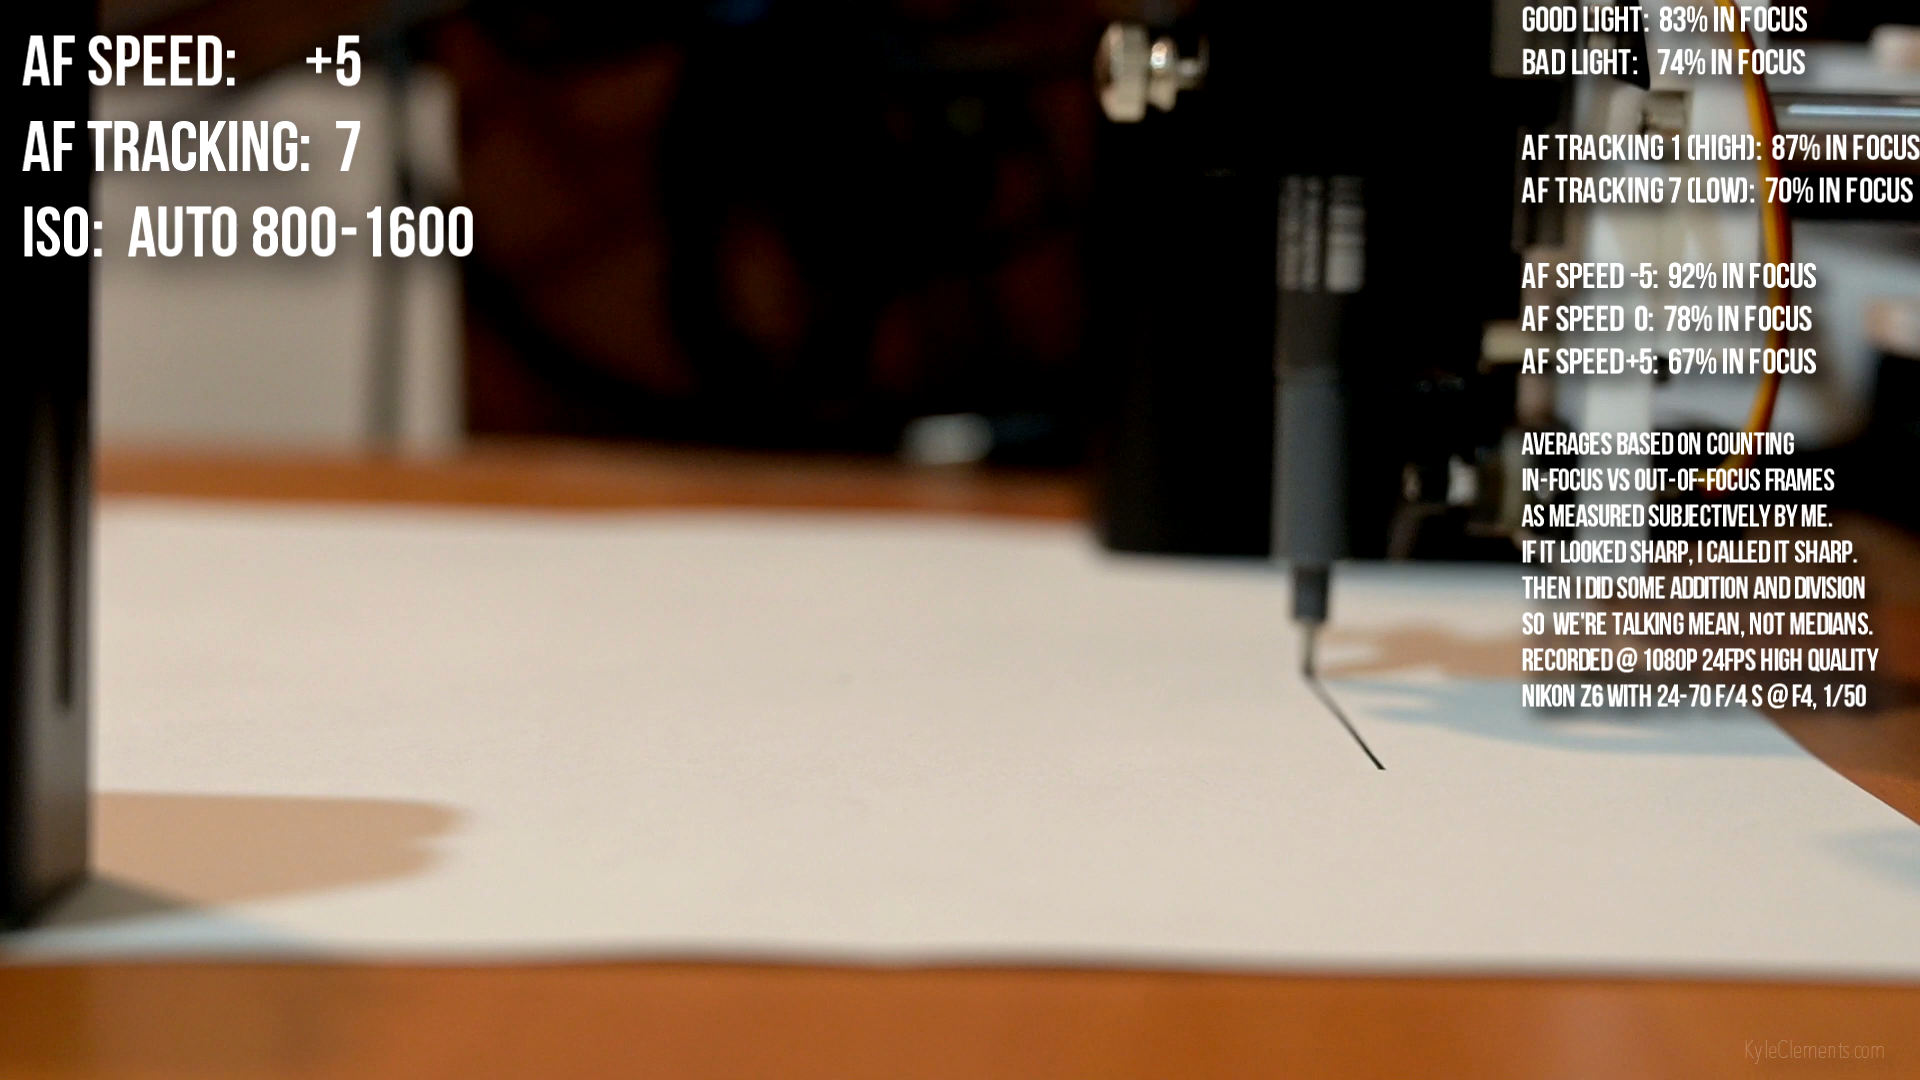 AF SPEED: +5
AF TRACKING: 7
ISO: AUTO 800-1600
GOOD LIGHT: 83% IN FOCUS
BAD LIGHT: 74% IN FOCUS
AF TRACKING 1 (HIGH): 87% IN FOCUS
AF TRACKING 7 (LOW): 70% IN FOCUS
AF SPEED -5: 92% IN FOCUS
AF SPEED 0: 78% IN FOCUS
AF SPEED+5: 67% IN FOCUS
AVERAGES BASED ON COUNTING
IN-FOCUS VS OUT-OF-FOCUS FRAMES
AS MEASURED SUBJECTIVELY BY ME.
IF IT LOOKED SHARP, I CALLED IT SHARP.
THEN I DID SOME ADDITION AND DIVISION
SO WE'RE TALKING MEAN, NOT MEDIANS.
RECORDED @ 1080P 24FPS HIGH QUALITY
NIKON Z6 WITH 24-70 F/4 S @ F4, 1/50
KyleClements.com